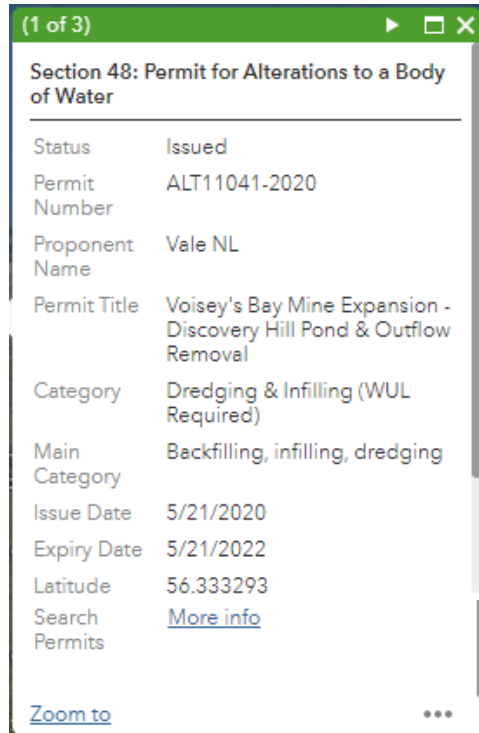 (1 of 3)
Section 48: Permit for Alterations to a Body
of Water
Status Issued
Permit ALT11041-2020
Number
Proponent Vale NL
Name
Permit Title Voisey's Bay Mine Expansion -
Discovery Hill Pond & Outflow
Removal
Category Dredging & Infilling (WUL
Required)
Main Backfilling, infilling, dredging
Category
Issue Date 5/21/2020
Expiry Date 5/21/2022
Latitude 56.333293
Search More info
Permits
Zoom to